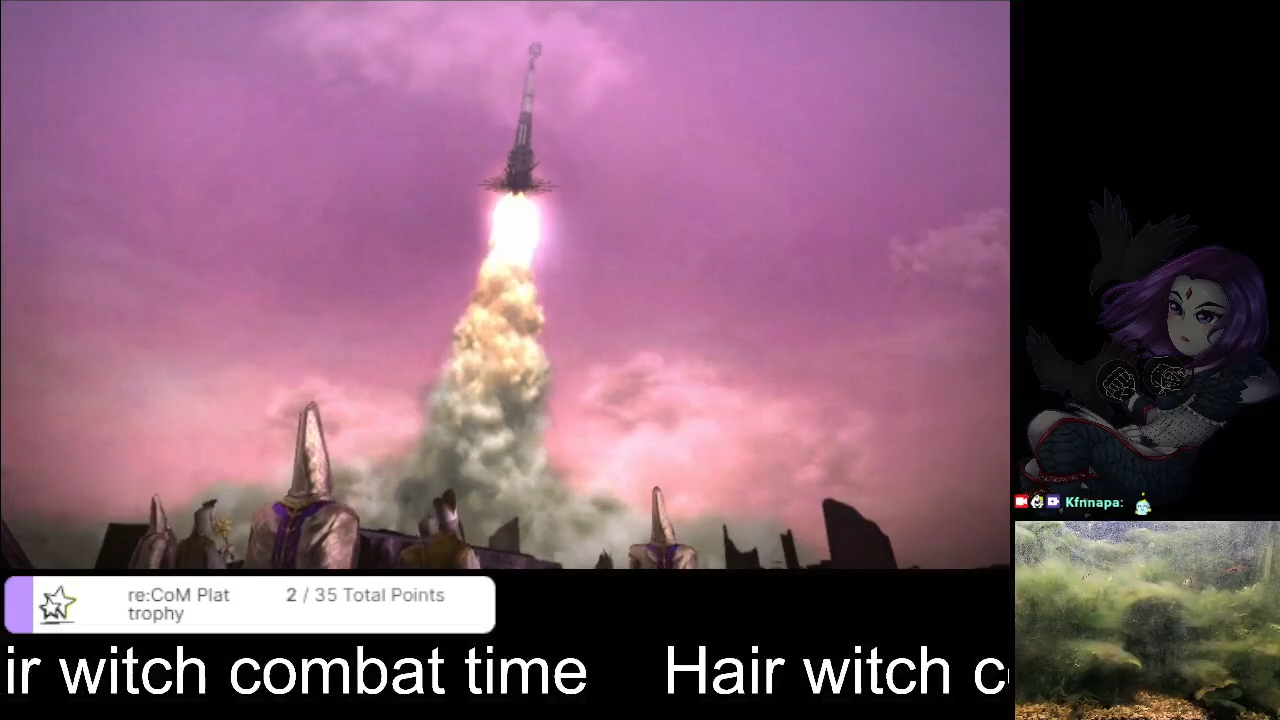 Kfnnapa:
re:CoM Plat 2 / 35 Total Points
trophy
ir witch combat time Hair witch c